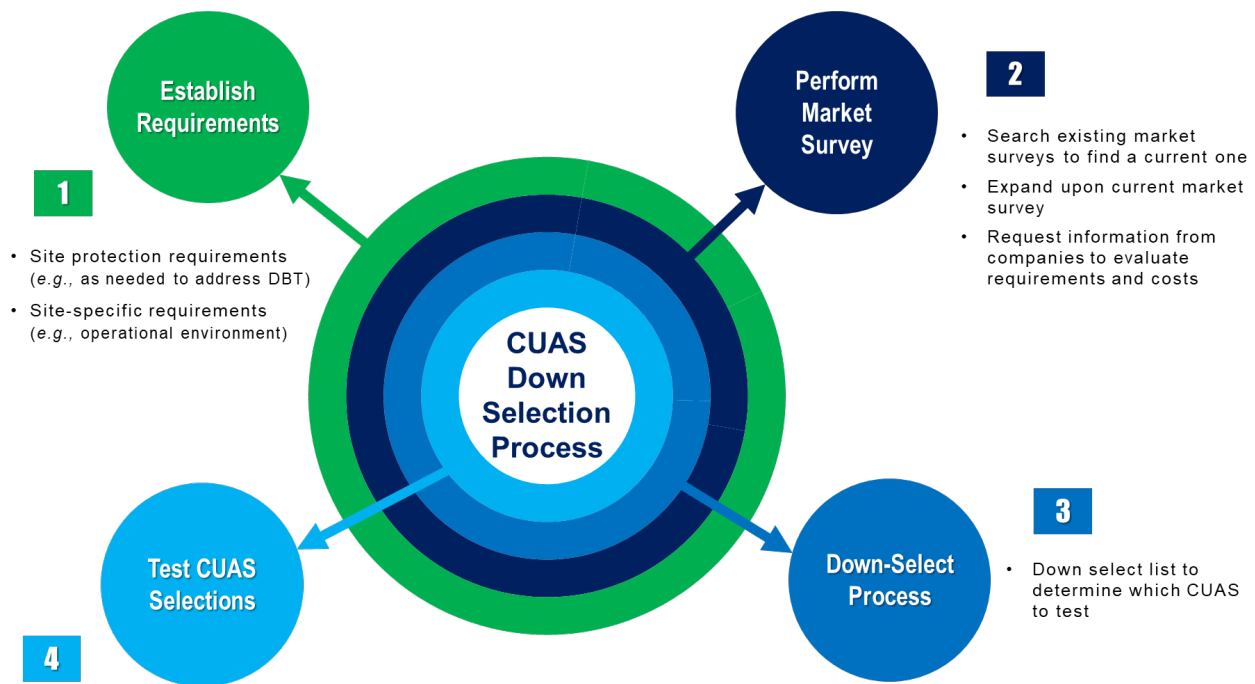 Establish
Requirements
1
• Site protection requirements
(e.g., as needed to address DBT)
• Site-specific requirements
(e.g., operational environment)
Perform
Market
Survey
2
• Search existing market
surveys to find a current one
• Expand upon current market
survey
• Request information from
companies to evaluate
requirements and costs
CUAS
Down
Selection
Process
Down-Select
Process
3
• Down select list to
determine which CUAS
to test
Test CUAS
Selections
4